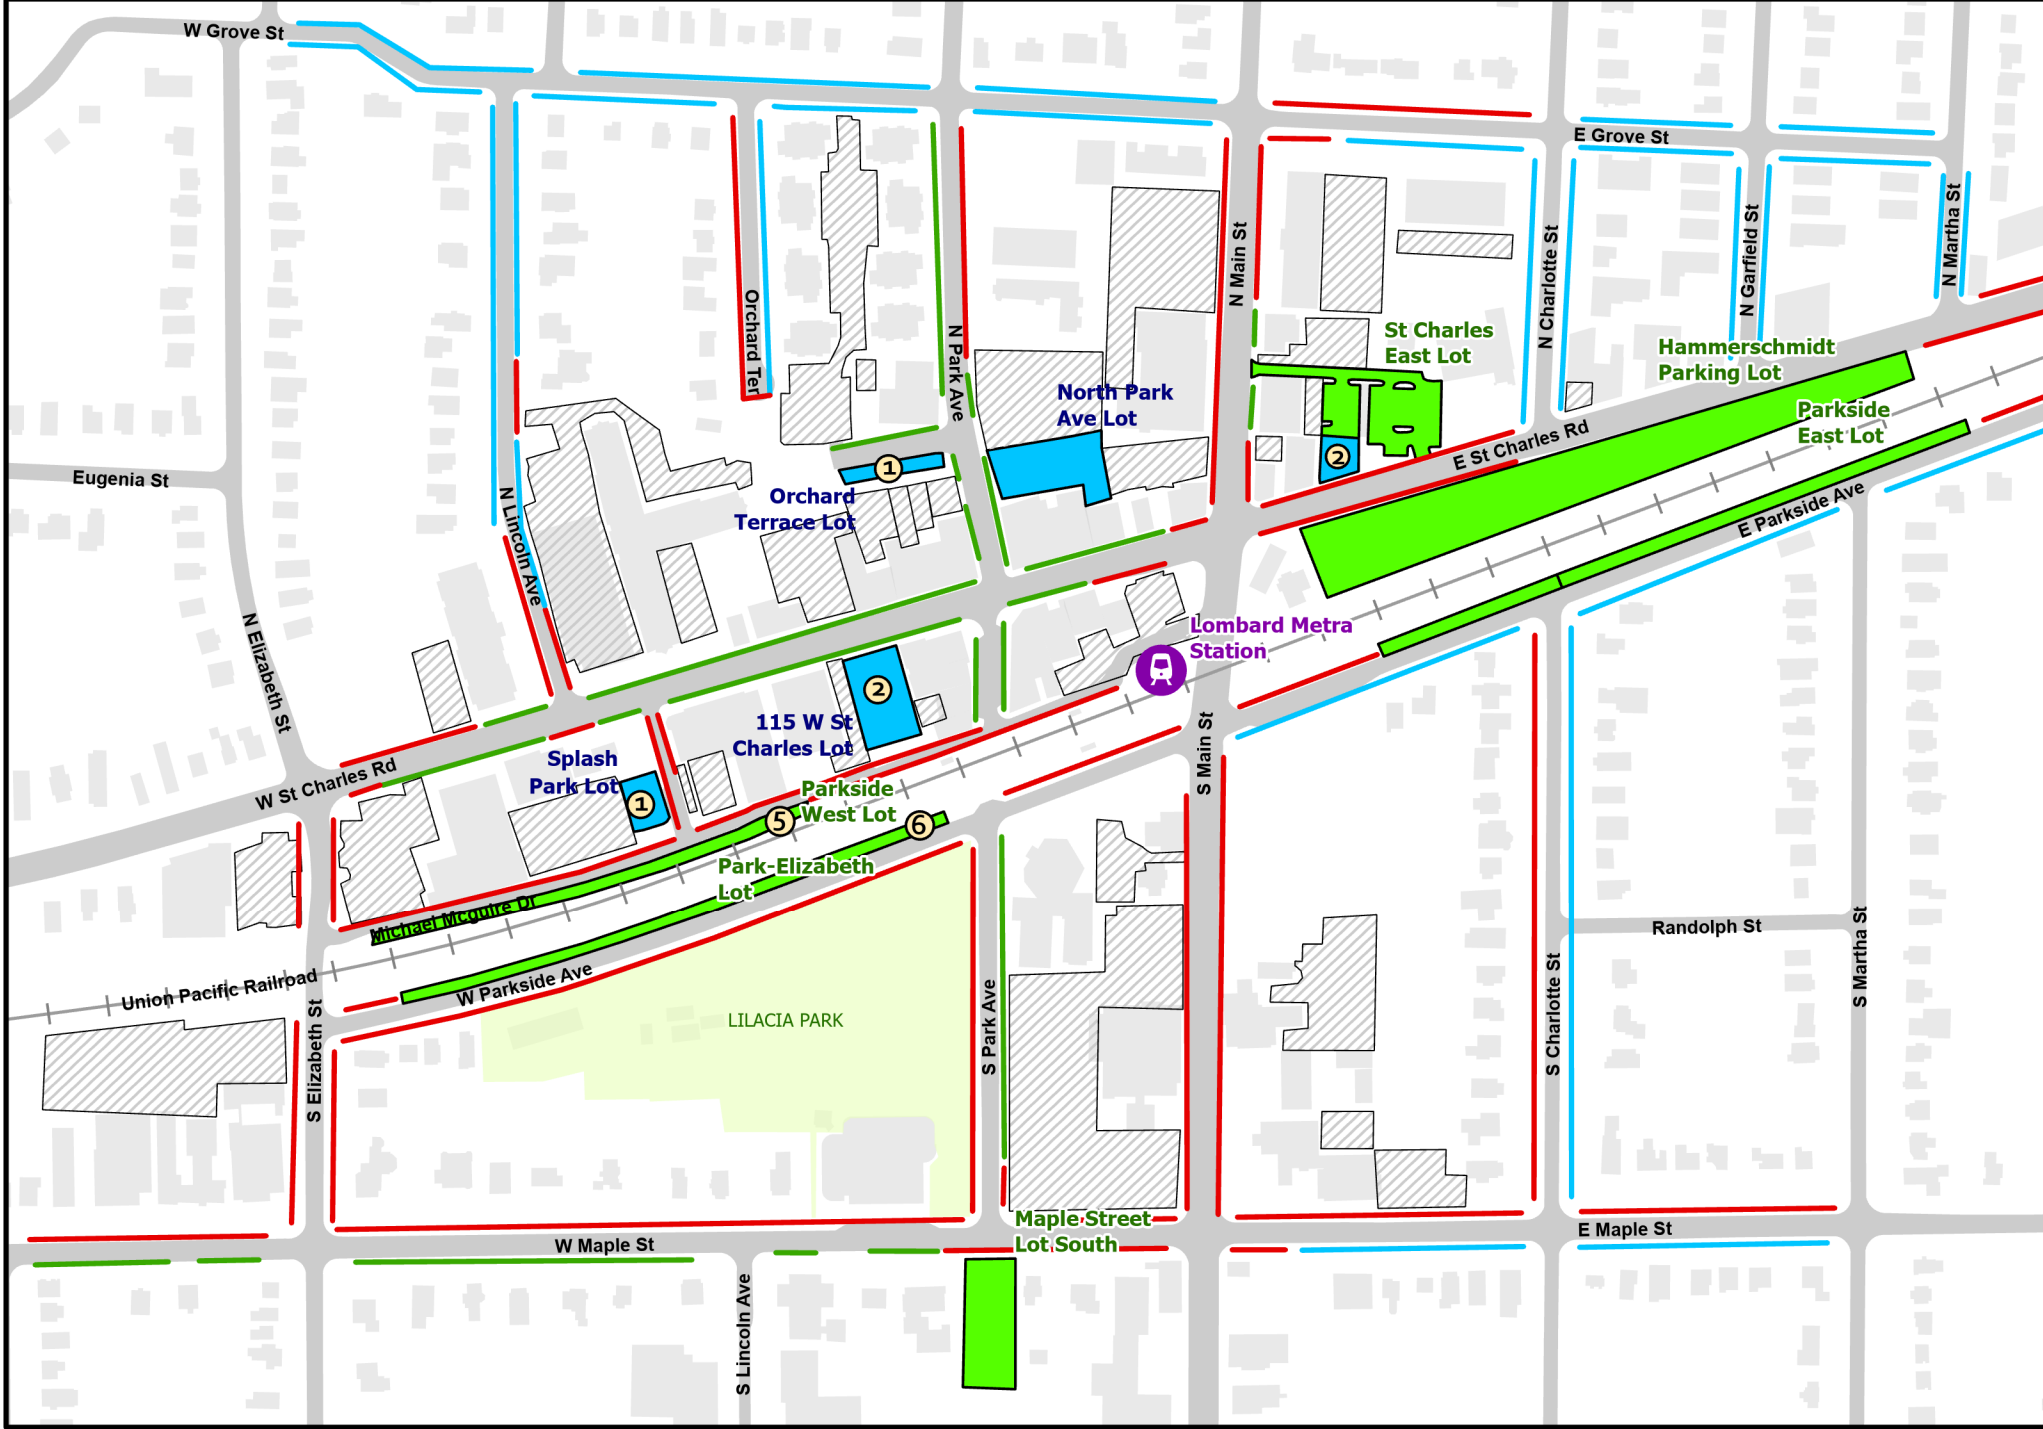 W Grove St
E Grove St
N Martha St
N Garfield St
N Charlotte St
N Main St
Orchard Ter
N Park Ave
St Charles
East Lot
Hammerschmidt
Parking Lot
North Park
Ave Lot
Parkside
East Lot
E St Charles Rd
2
1
Eugenia St
Orchard
Terrace Lot
N Lincoln Ave
E Parkside Ave
N Elizabeth St
Lombard Metra
Station
2
115 W St
Charles Lot
S Main St
Splash
Park Lot
W St Charles Rd
1
Parkside
West Lot
5
6
Park-Elizabeth
Lot
Michael Mcguire Dr
Union Pacific Railroad
W Parkside Ave
Randolph St
S Martha St
S Charlotte St
LILACIA PARK
S Park Ave
S Elizabeth St
Maple Street
Lot South
W Maple St
E Maple St
S Lincoln Ave